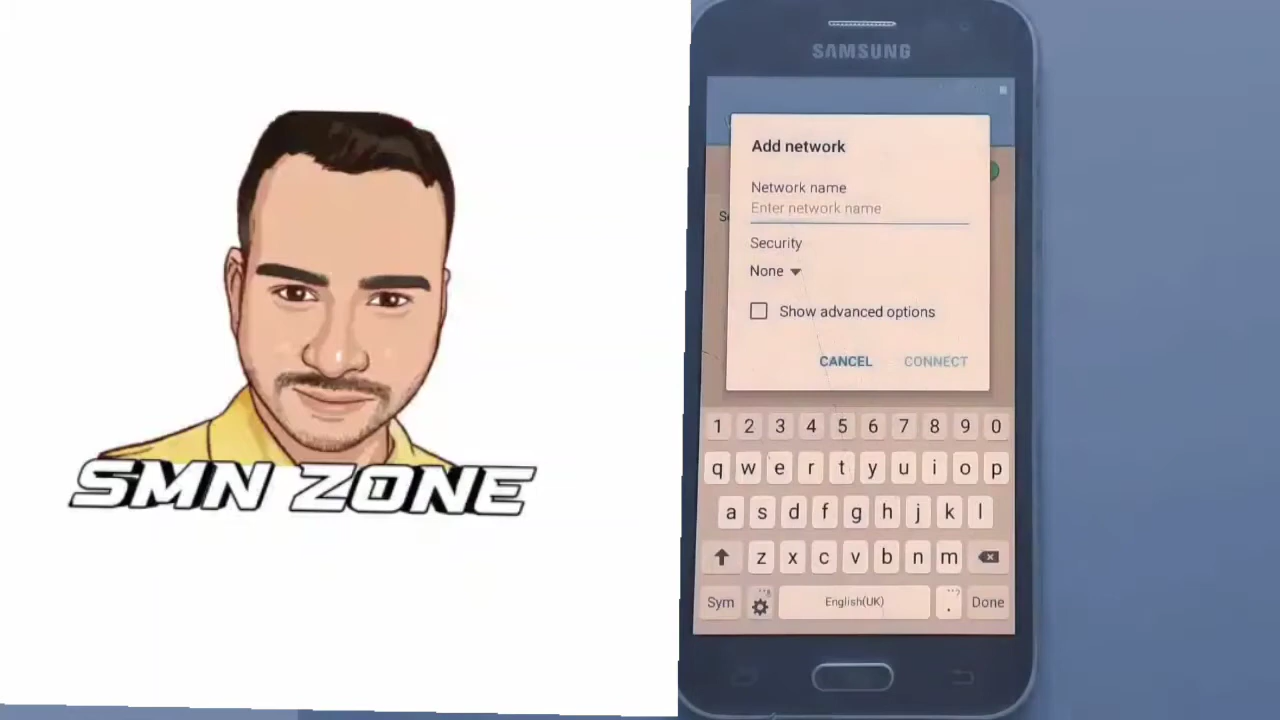 SMN ZONE
SAMSUNG
Add network
Network name
Enter network name
Security
None
Show advanced options
CANCEL
CONNECT
1 2 3 4 5 6 7 8 9 0
q w e r t y u i o p
a s d f g h j k l
z x c v b n m
Sym
English(UK)
.
Done